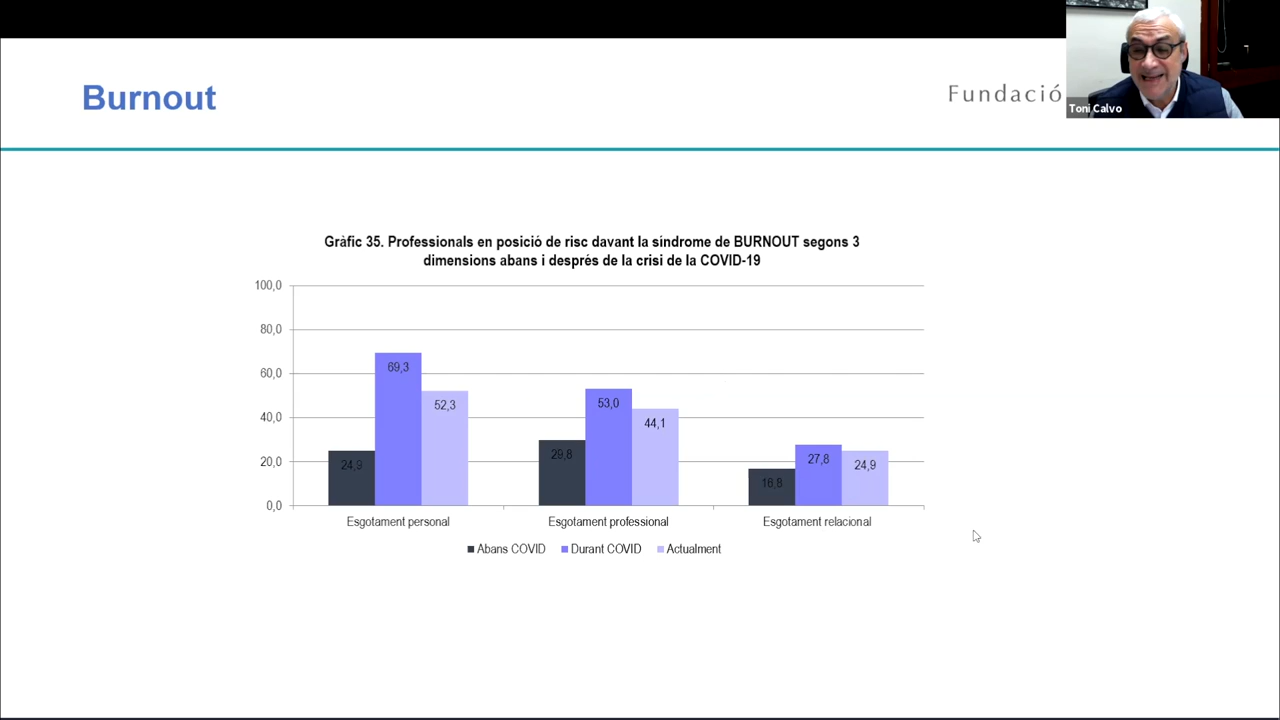 Burnout
Fundació
Toni Calvo
Gràfic 35. Professionals en posició de risc davant la síndrome de BURNOUT segons 3
dimensions abans i després de la crisi de la COVID-19
100,0
80,0
60,0
40,0
20,0
0,0
69,3
52,3
24,9
53,0
44,1
29,8
27,8
24,9
16,8
Esgotament personal
Esgotament professional
Esgotament relacional
Abans COVID
Durant COVID
Actualment